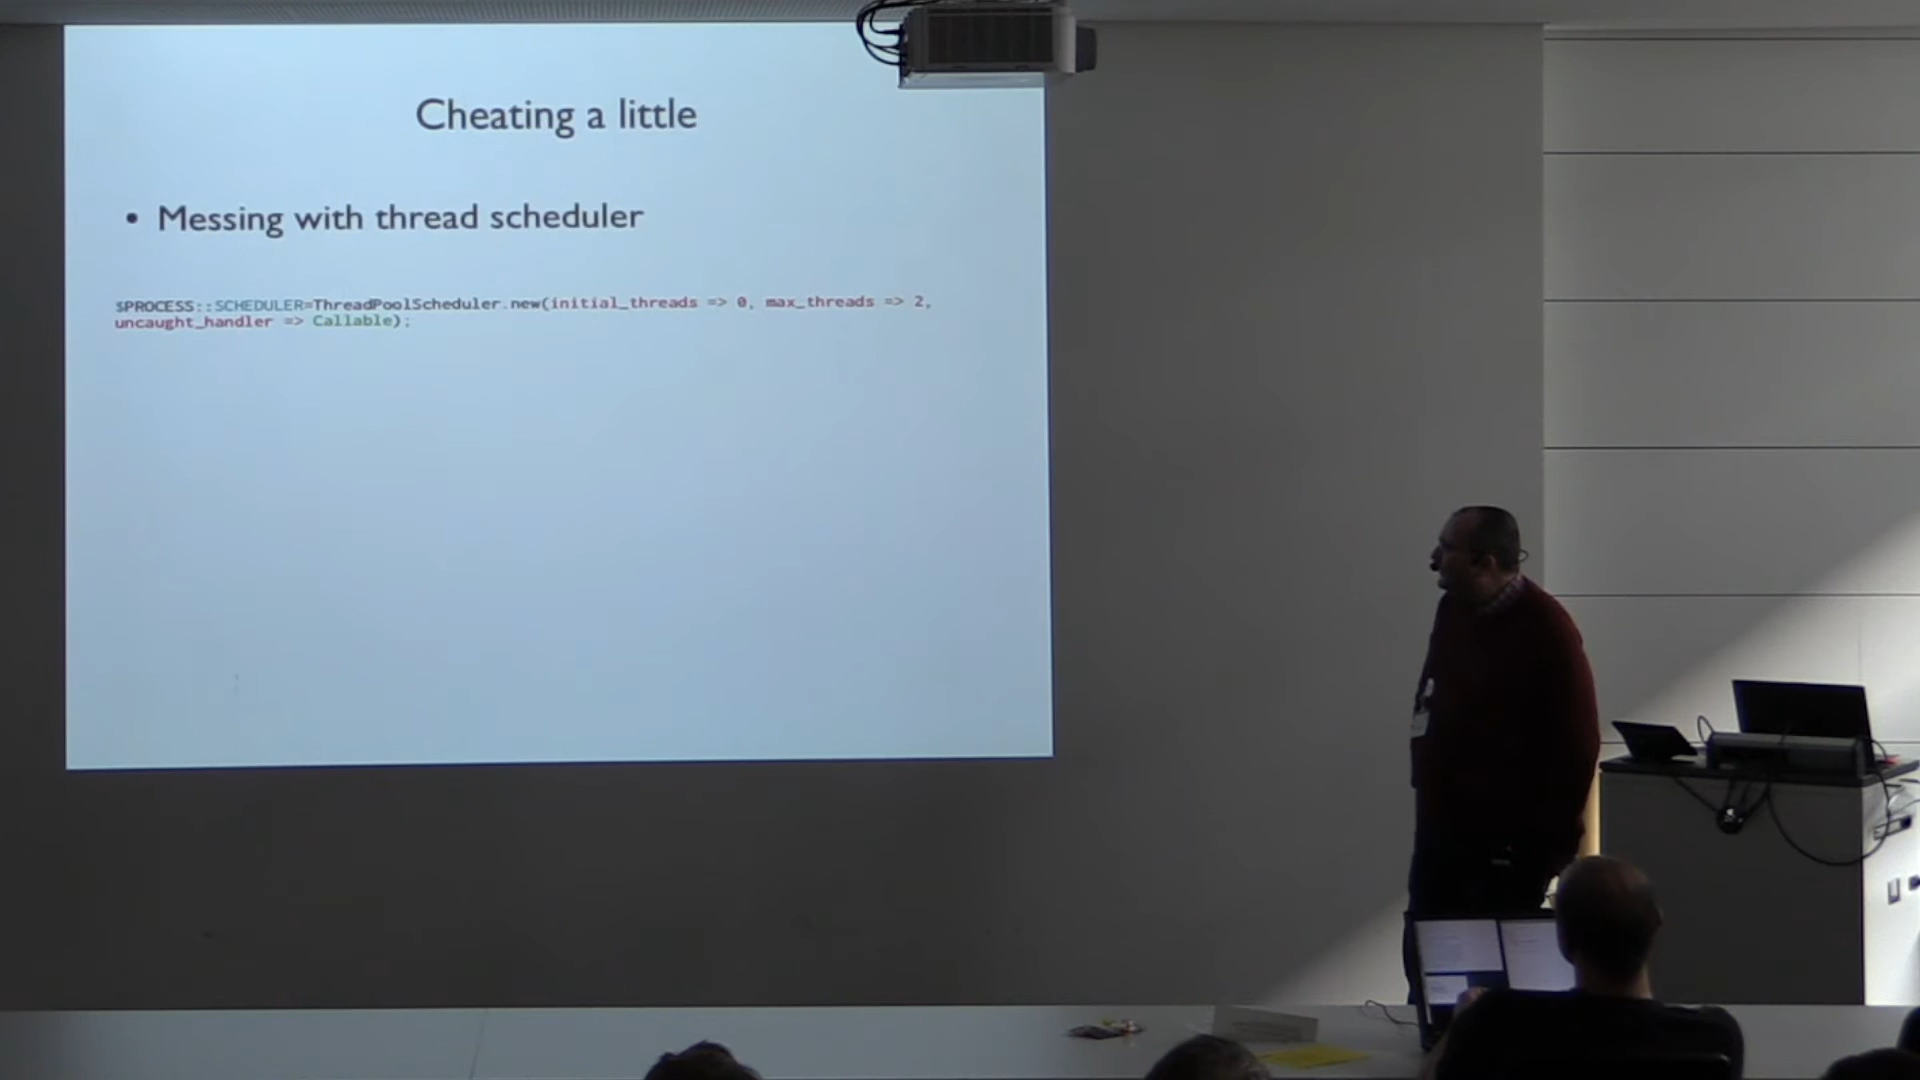 Cheating a little
• Messing with thread scheduler
$PROCESS::SCHEDULER=ThreadPoolScheduler.new(initial_threads => 0, max_threads => 2,
uncaught_handler => Callable);